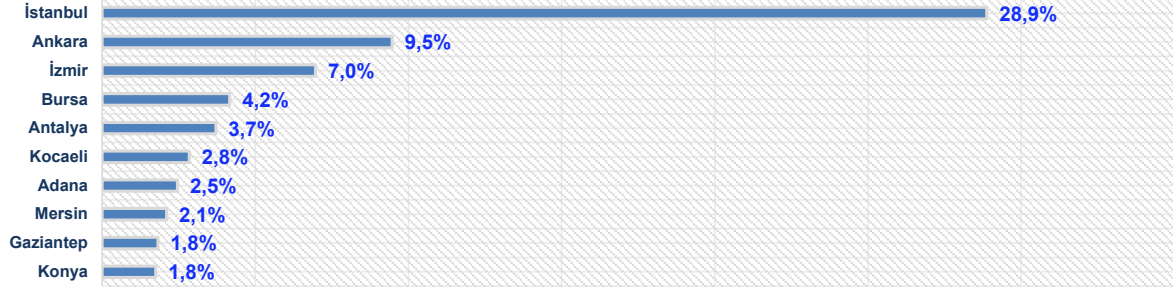 İstanbul 28,9%
Ankara 9,5%
İzmir 7,0%
Bursa 4,2%
Antalya 3,7%
Kocaeli 2,8%
Adana 2,5%
Mersin 2,1%
Gaziantep 1,8%
Konya 1,8%